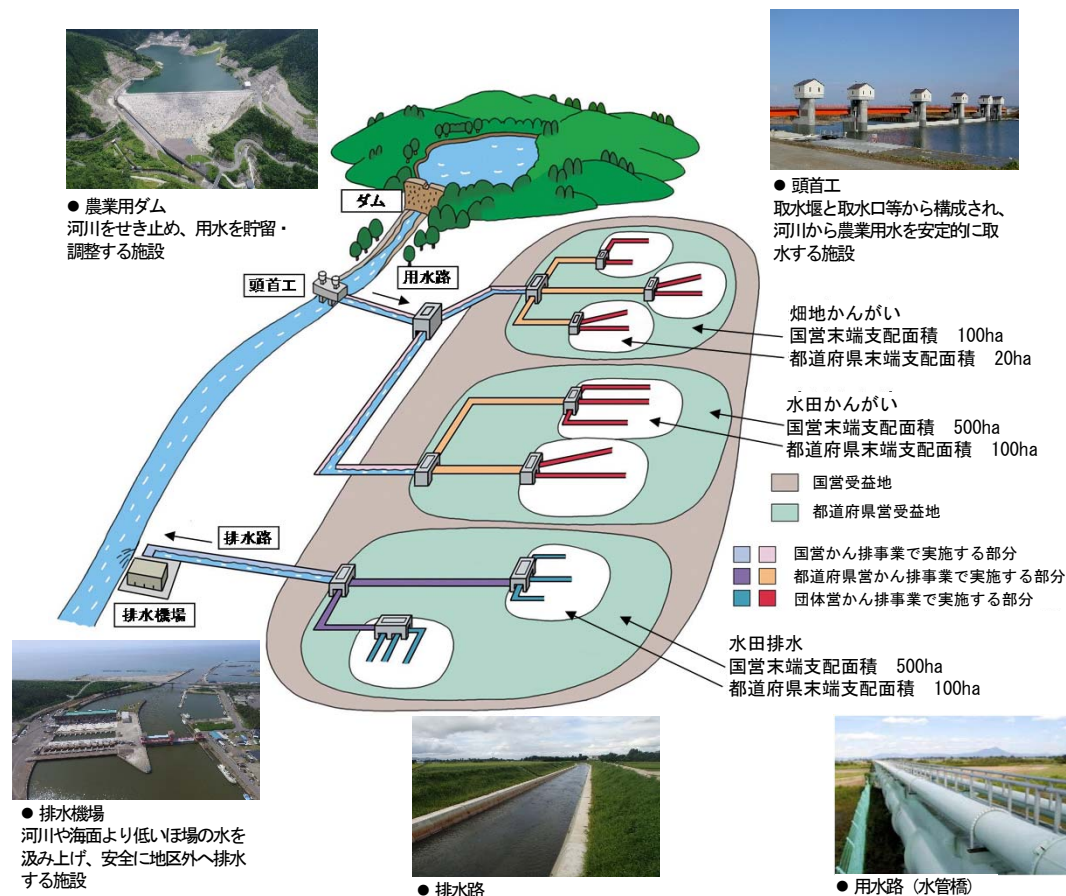 ● 農業用ダム
河川をせき止め、用水を貯留・
調整する施設
● 頭首工
取水堰と取水口等から構成され、
河川から農業用水を安定的に取
水する施設
ダム
頭首工
用水路
畑地かんがい
国営末端支配面積 100ha
都道府県末端支配面積 20ha
水田かんがい
国営末端支配面積 500ha
都道府県末端支配面積 100ha
国営受益地
都道府県営受益地
国営かん排事業で実施する部分
都道府県営かん排事業で実施する部分
団体営かん排事業で実施する部分
排水路
排水機場
水田排水
国営末端支配面積 500ha
都道府県末端支配面積 100ha
● 排水機場
河川や海面より低いほ場の水を
汲み上げ、安全に地区外へ排水
する施設
● 排水路
● 用水路（水管橋）